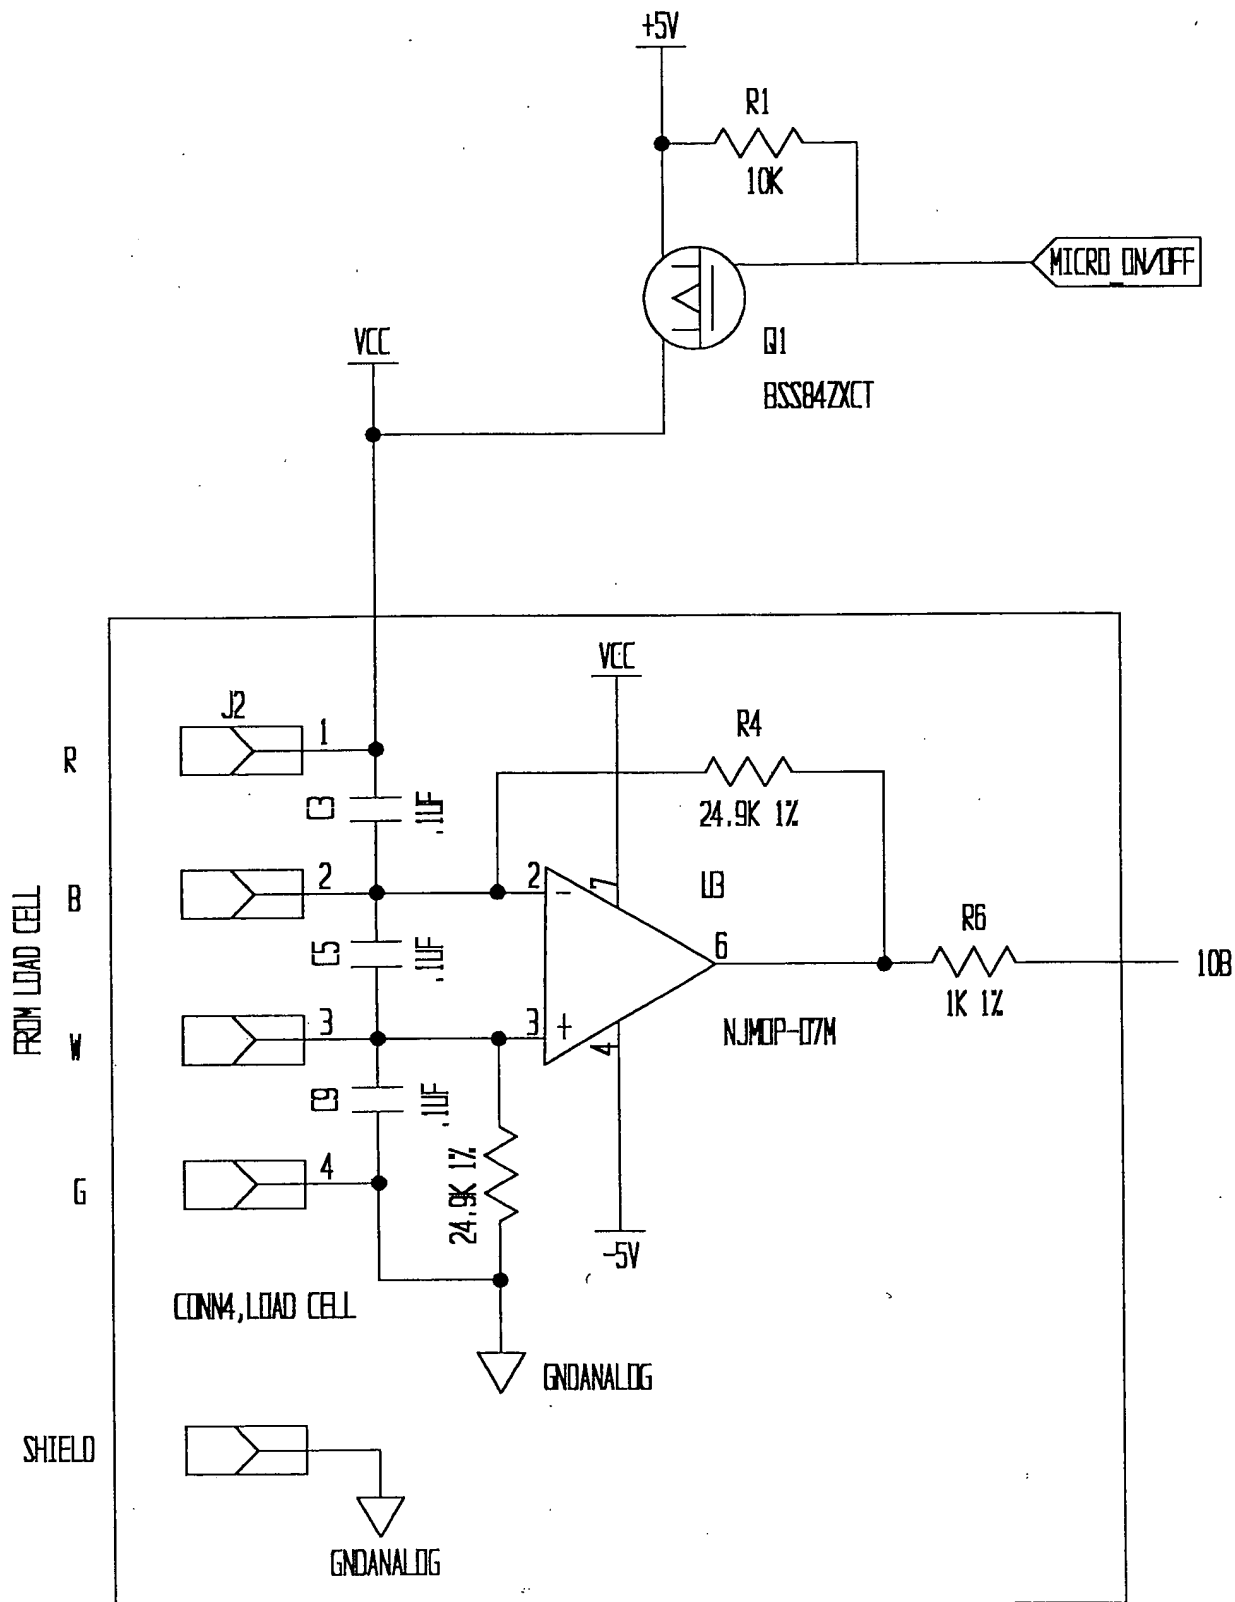 +5V
R1
10K
MICRO ON/OFF
Q1
BSS84ZXCT
VCC
VCC
J2
1
R
C3
.1UF
R4
24.9K 1%
2
B
2
-
7
U3
C5
.1UF
6
R6
1K 1%
10B
FROM LOAD CELL
3
W
3
+
4
NJMOP-07M
C9
.1UF
4
G
24.9K 1%
-5V
CONN4,LOAD CELL
GNDANALOG
SHIELD
GNDANALOG